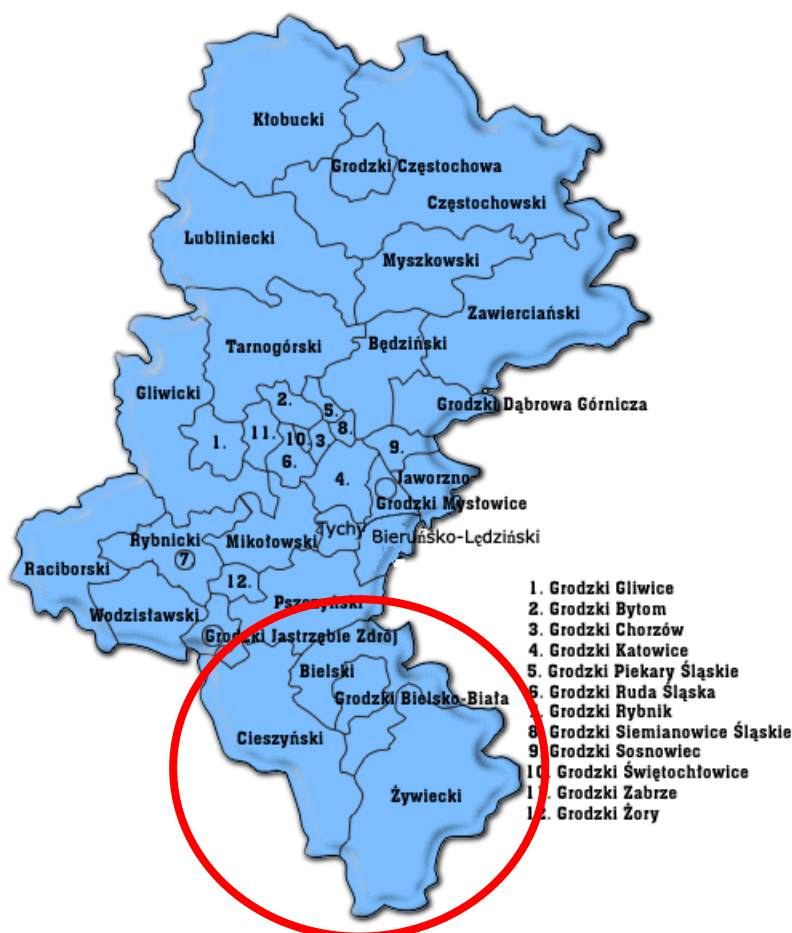 Kłobucki
Grodzki Częstochowa
Częstochowski
Lubliniecki
Myszkowski
Zawierciański
Tarnogórski
Będziński
Gliwicki
2.
5.
Grodzki Dąbrowa Górnicza
1.
11.
10.
3.
8.
9.
6.
4.
Jaworzno
Grodzki Mysłowice
Tychy
Bieruńsko-Lędziński
Rybnicki
Mikołowski
7
Raciborski
12.
Wodzisławski
Pszczyński
Grodzki Jastrzębie Zdrój
Bielski
Grodzki Bielsko-Biała
Cieszyński
Żywiecki
1. Grodzki Gliwice
2. Grodzki Bytom
3. Grodzki Chorzów
4. Grodzki Katowice
5. Grodzki Piekary Śląskie
6. Grodzki Ruda Śląska
7. Grodzki Rybnik
8. Grodzki Siemianowice Śląskie
9. Grodzki Sosnowiec
10. Grodzki Świętochłowice
11. Grodzki Zabrze
12. Grodzki Żory